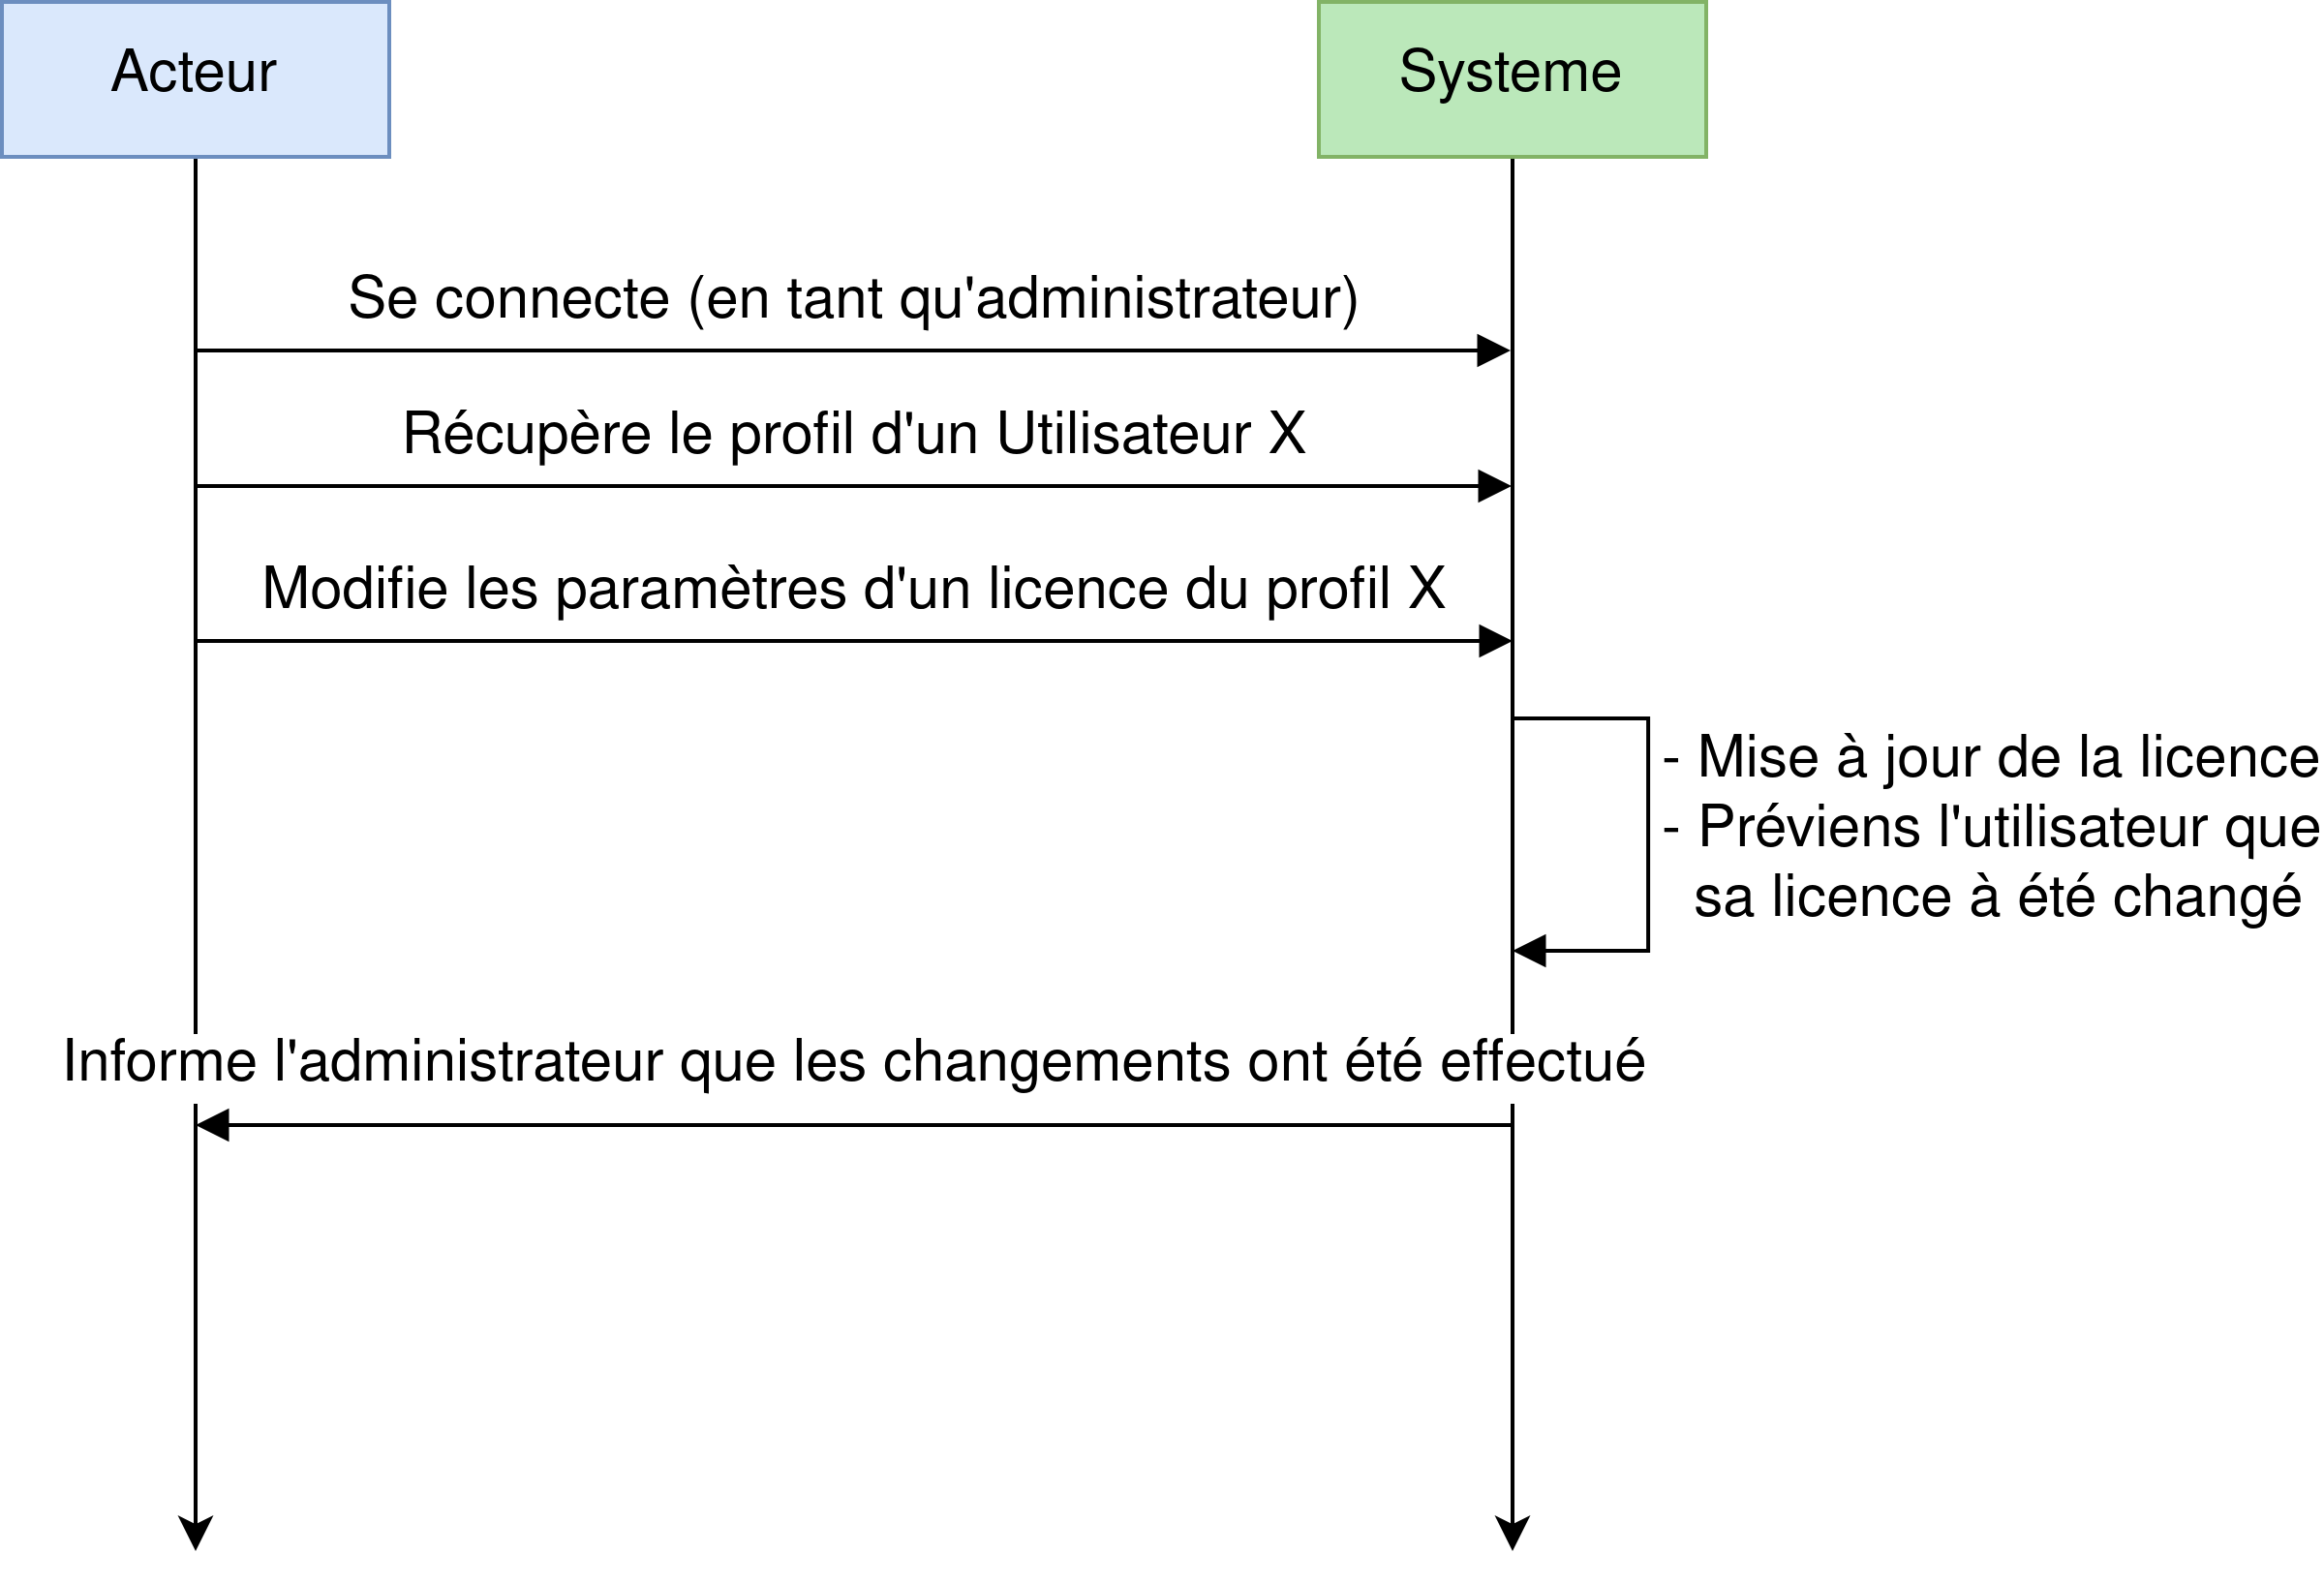 Acteur
Systeme
Se connecte (en tant qu'administrateur)
Récupère le profil d'un Utilisateur X
Modifie les paramètres d'un licence du profil X
- Mise à jour de la licence
- Préviens l'utilisateur que
sa licence à été changé
Informe l'administrateur que les changements ont été effectué